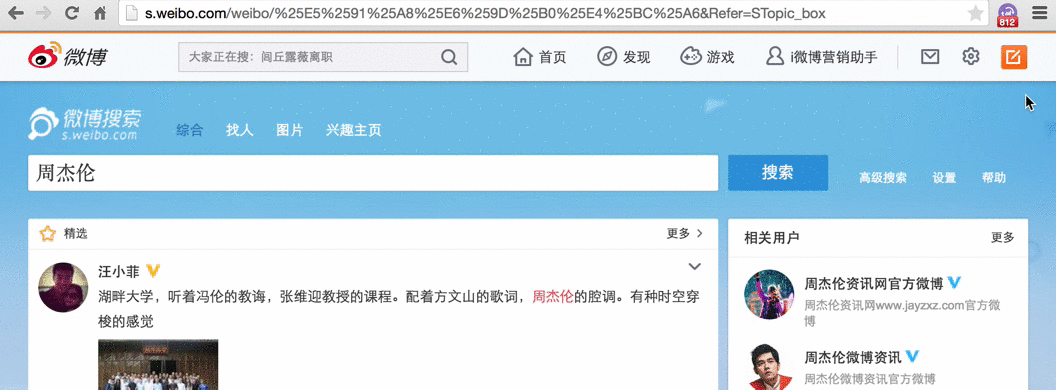 s.weibo.com/weibo/%25E5%2591%25A8%25E6%259D%25B0%25E4%25BC%25A6&Refer=STopic_box
812
微博
大家正在搜：闾丘露薇离职
首页
发现
游戏
i微博营销助手
微博搜索
s.weibo.com
综合
找人
图片
兴趣主页
周杰伦
搜索
高级搜索
设置
帮助
精选
更多
汪小菲
湖畔大学，听着冯伦的教诲，张维迎教授的课程。配着方文山的歌词，周杰伦的腔调。有种时空穿
梭的感觉
相关用户
更多
周杰伦资讯网官方微博
周杰伦资讯网www.jayzxz.com官方微
博
周杰伦微博资讯
周杰伦微博资讯官方微博